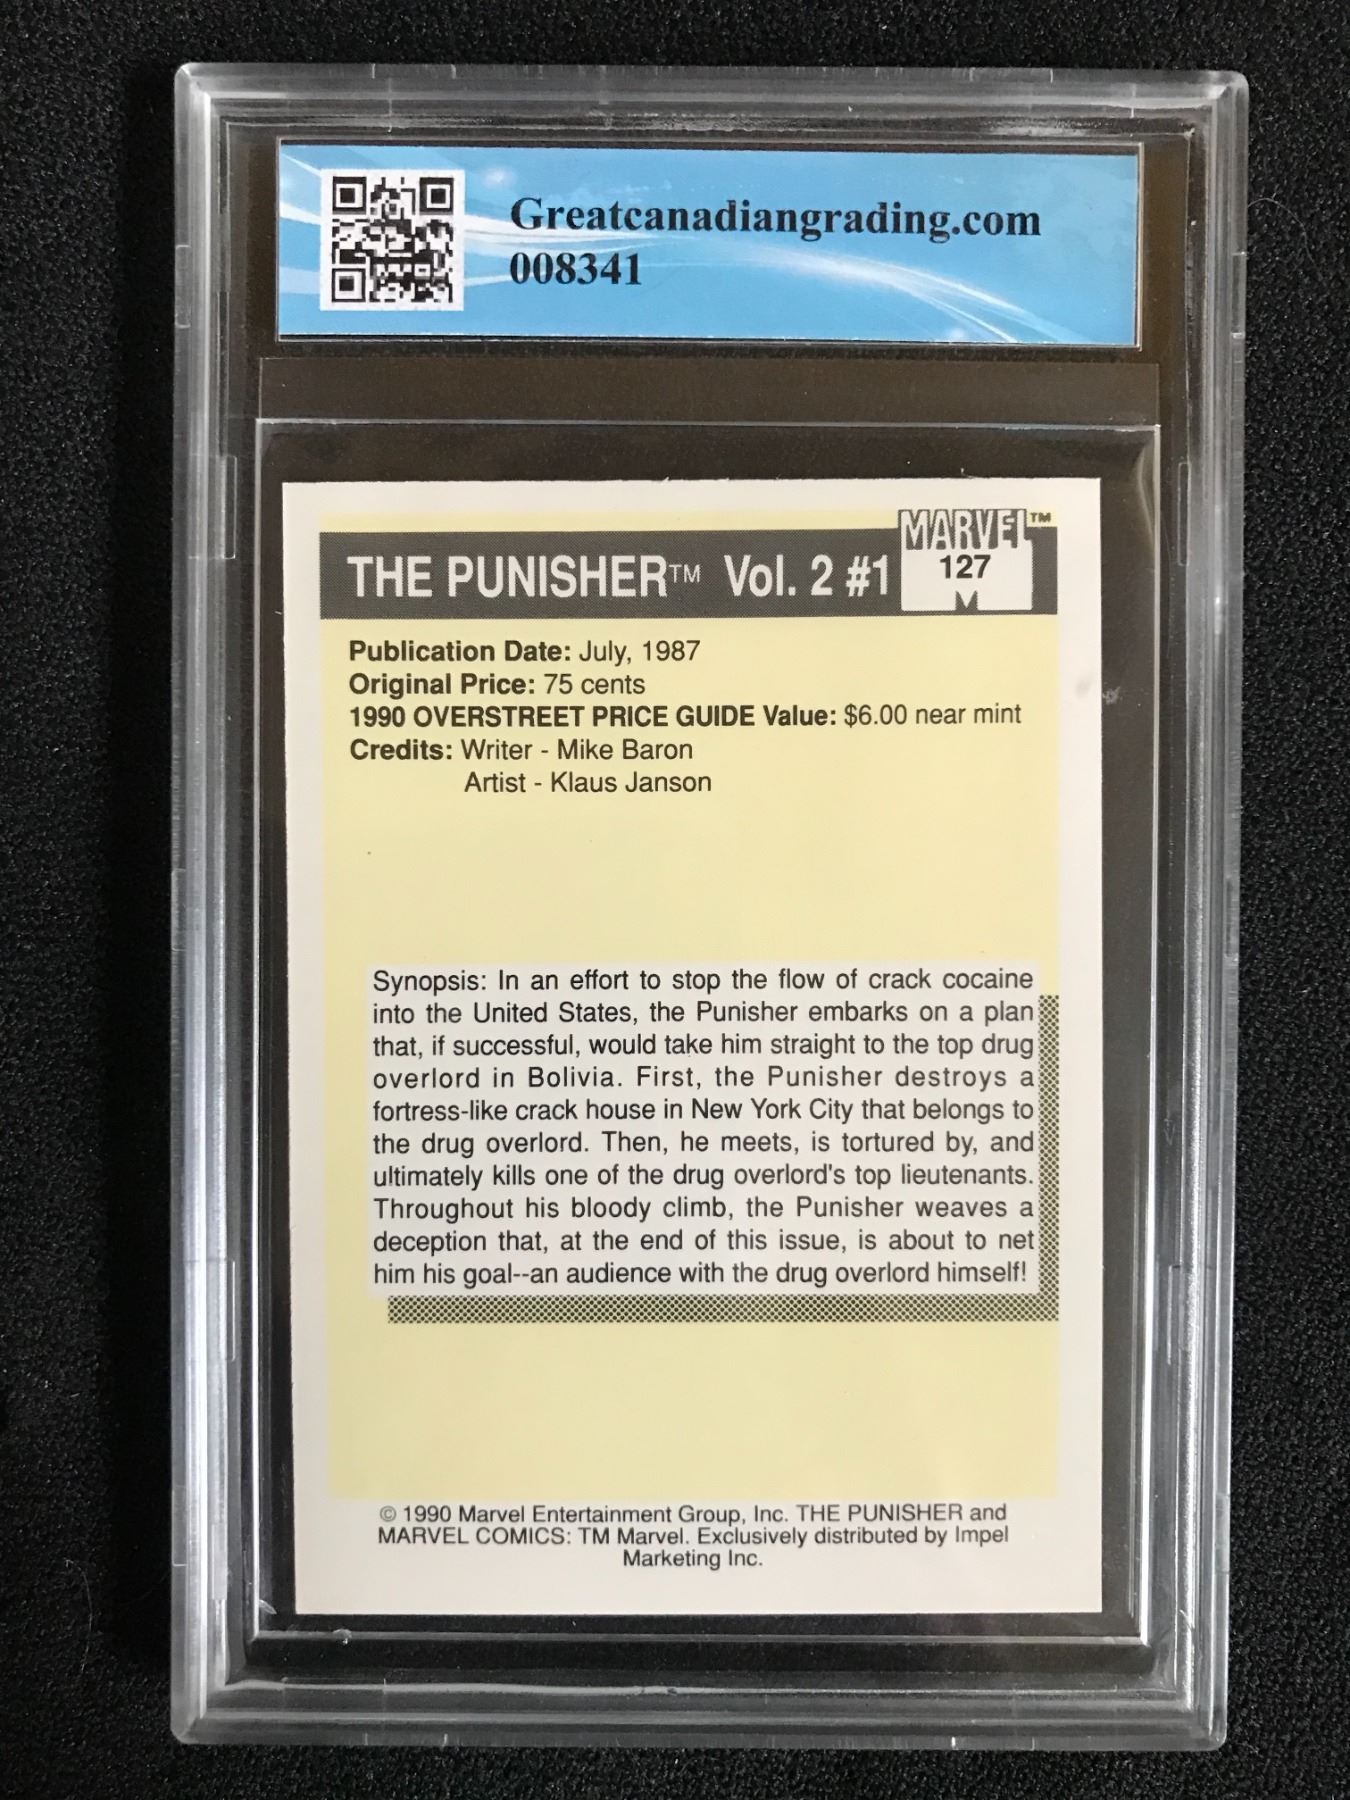 Greatcanadiangrading.com
008341
MARVEL™
THE PUNISHER™ Vol. 2 #1
127
Publication Date: July, 1987
Original Price: 75 cents
1990 OVERSTREET PRICE GUIDE Value: $6.00 near mint
Credits: Writer - Mike Baron
Artist - Klaus Janson
Synopsis: In an effort to stop the flow of crack cocaine
into the United States, the Punisher embarks on a plan
that, if successful, would take him straight to the top drug
overlord in Bolivia. First, the Punisher destroys a
fortress-like crack house in New York City that belongs to
the drug overlord. Then, he meets, is tortured by, and
ultimately kills one of the drug overlord's top lieutenants.
Throughout his bloody climb, the Punisher weaves a
deception that, at the end of this issue, is about to net
him his goal--an audience with the drug overlord himself!
© 1990 Marvel Entertainment Group, Inc. THE PUNISHER and
MARVEL COMICS: TM Marvel. Exclusively distributed by Impel
Marketing Inc.